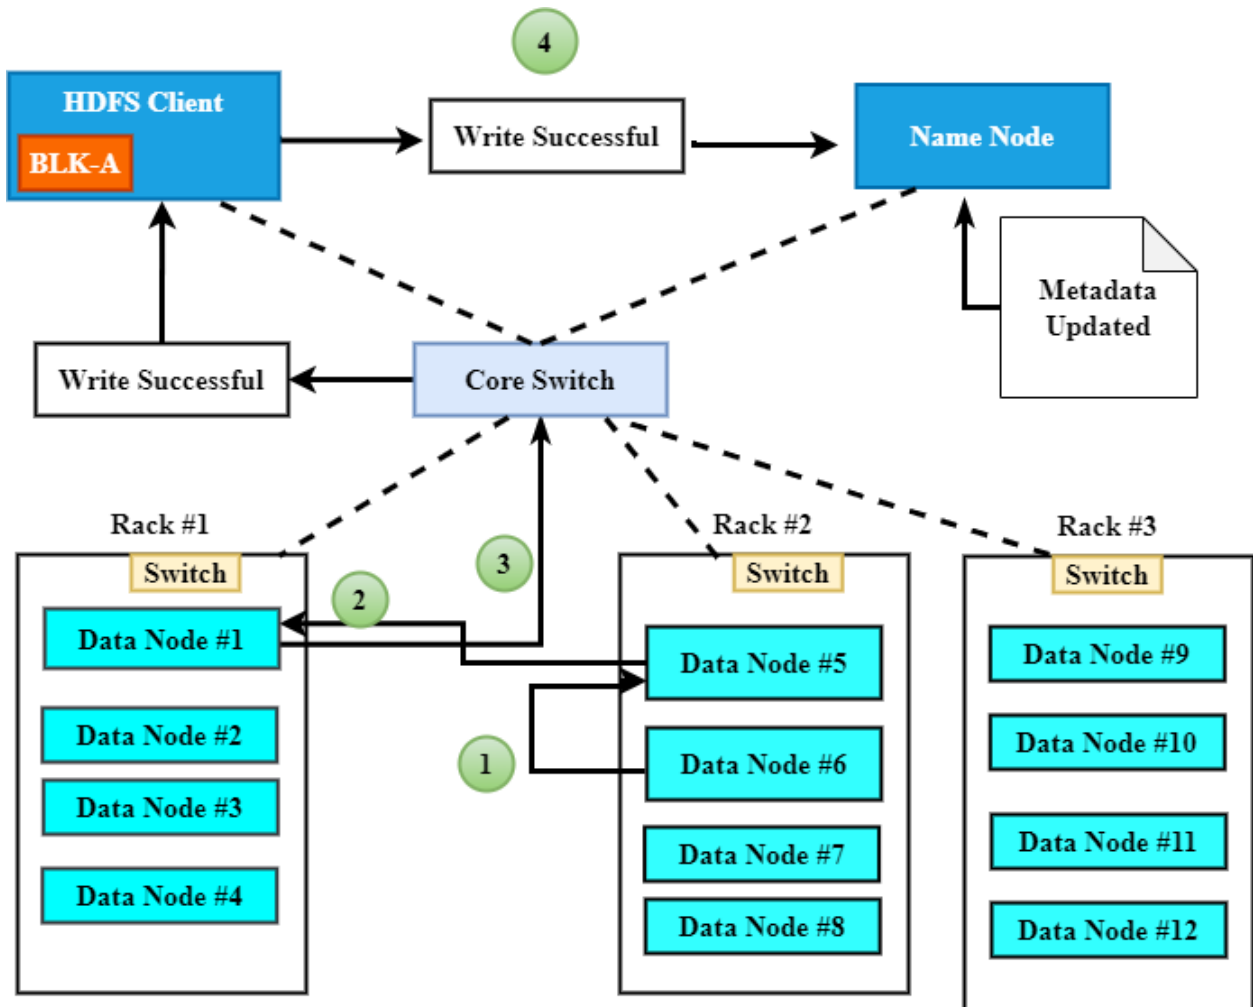 4
HDFS Client
BLK-A
Write Successful
Name Node
Metadata
Updated
Write Successful
Core Switch
Rack #1
Rack #2
Rack #3
Switch
Switch
Switch
3
2
1
Data Node #1
Data Node #2
Data Node #3
Data Node #4
Data Node #5
Data Node #6
Data Node #7
Data Node #8
Data Node #9
Data Node #10
Data Node #11
Data Node #12